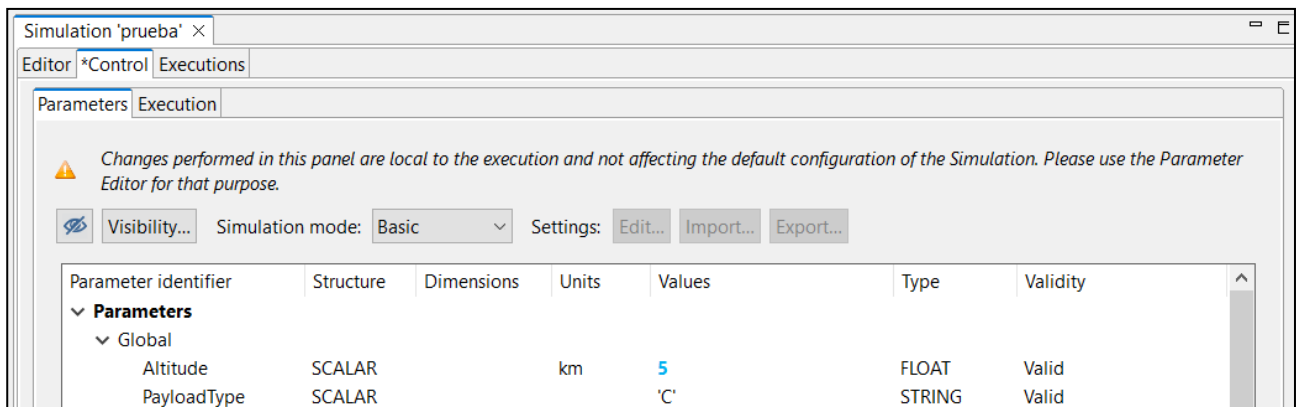 Simulation 'prueba'
Editor *Control Executions
Parameters Execution
Changes performed in this panel are local to the execution and not affecting the default configuration of the Simulation. Please use the Parameter
Editor for that purpose.
Visibility... Simulation mode: Basic Settings: Edit... Import... Export...
Parameter identifier Structure Dimensions Units Values Type Validity
Parameters
Global
Altitude SCALAR km 5 FLOAT Valid
PayloadType SCALAR 'C' STRING Valid